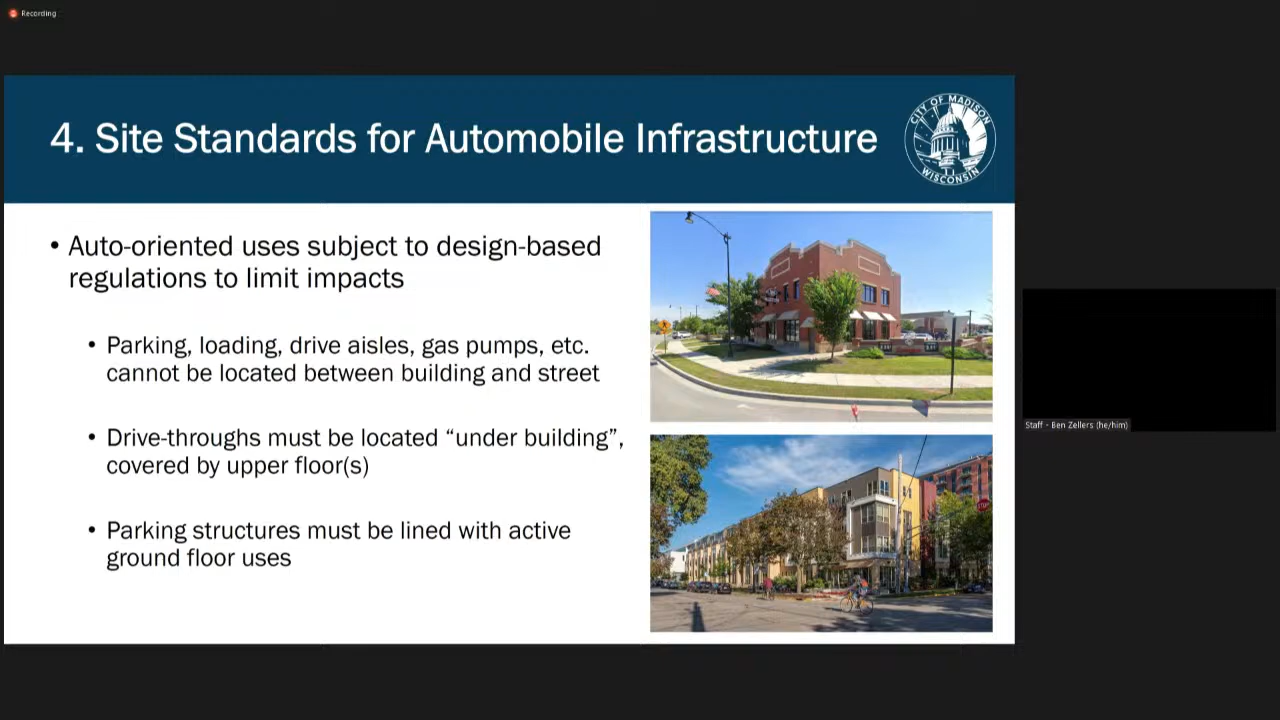 Recording
4. Site Standards for Automobile Infrastructure
CITY OF MADISON
WISCONSIN
• Auto-oriented uses subject to design-based
regulations to limit impacts
• Parking, loading, drive aisles, gas pumps, etc.
cannot be located between building and street
• Drive-throughs must be located “under building”,
covered by upper floor(s)
• Parking structures must be lined with active
ground floor uses
Staff - Ben Zellers (he/him)